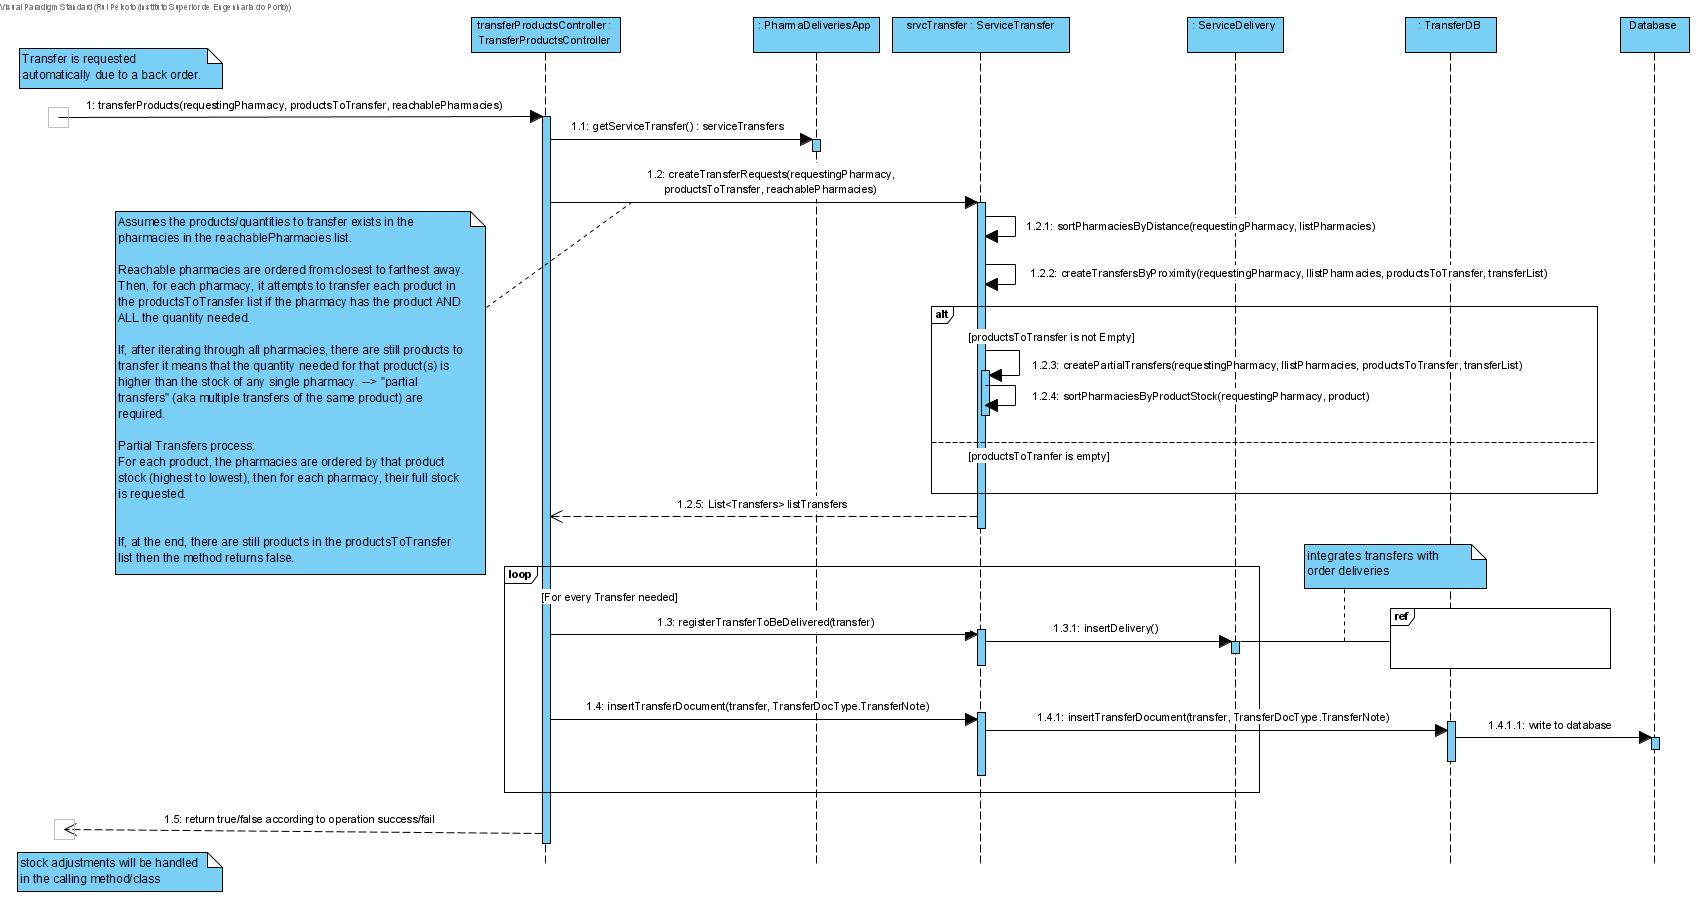 Visual Paradigm Standard (Rui Peixoto (Instituto Superior de Engenharia do Porto))
transferProductsController :
TransferProductsController
: PharmaDeliveriesApp
srvcTransfer : ServiceTransfer
: ServiceDelivery
: TransferDB
Database
Transfer is requested
automatically due to a back order.
1: transferProducts(requestingPharmacy, productsToTransfer, reachablePharmacies)
1.1: getServiceTransfer() : serviceTransfers
1.2: createTransferRequests(requestingPharmacy,
productsToTransfer, reachablePharmacies)
Assumes the products/quantities to transfer exists in the
pharmacies in the reachablePharmacies list.
Reachable pharmacies are ordered from closest to farthest away.
Then, for each pharmacy, it attempts to transfer each product in
the productsToTransfer list if the pharmacy has the product AND
ALL the quantity needed.
If, after iterating through all pharmacies, there are still products to
transfer it means that the quantity needed for that product(s) is
higher than the stock of any single pharmacy. --> "partial
transfers" (aka multiple transfers of the same product) are
required.
Partial Transfers process:
For each product, the pharmacies are ordered by that product
stock (highest to lowest), then for each pharmacy, their full stock
is requested.
If, at the end, there are still products in the productsToTransfer
list then the method returns false.
1.2.1: sortPharmaciesByDistance(requestingPharmacy, listPharmacies)
1.2.2: createTransfersByProximity(requestingPharmacy, llistPharmacies, productsToTransfer, transferList)
alt
[productsToTransfer is not Empty]
1.2.3: createPartialTransfers(requestingPharmacy, llistPharmacies, productsToTransfer, transferList)
1.2.4: sortPharmaciesByProductStock(requestingPharmacy, product)
[productsToTranfer is empty]
1.2.5: List<Transfers> listTransfers
integrates transfers with
order deliveries
loop
[For every Transfer needed]
ref
1.3: registerTransferToBeDelivered(transfer)
1.3.1: insertDelivery()
1.4: insertTransferDocument(transfer, TransferDocType.TransferNote)
1.4.1: insertTransferDocument(transfer, TransferDocType.TransferNote)
1.4.1.1: write to database
1.5: return true/false according to operation success/fail
stock adjustments will be handled
in the calling method/class